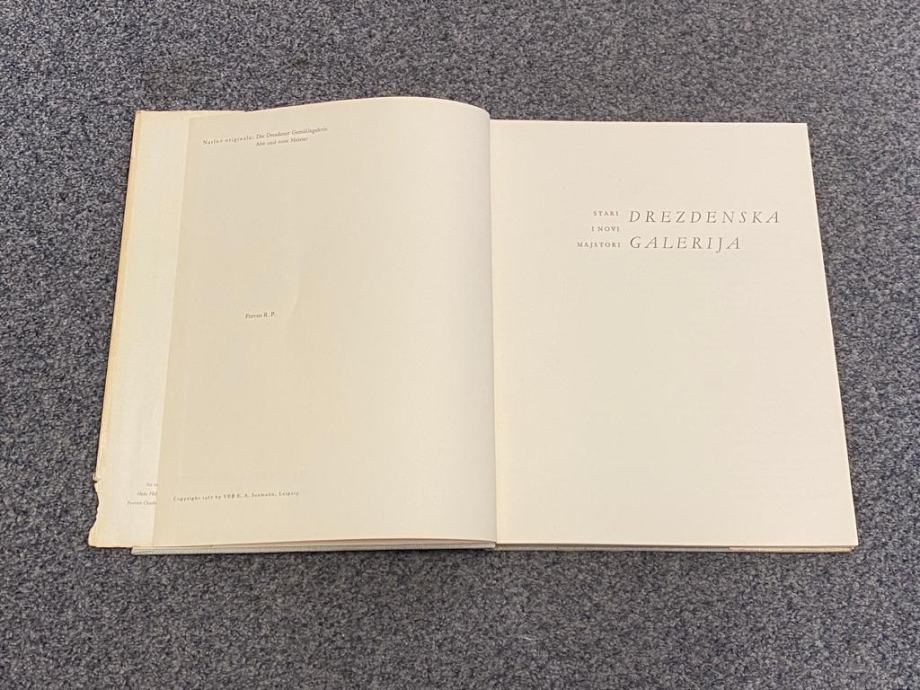 Naslov originala: Die Dresdener Gemäldegalerie
Alte und neue Meister
Preveo R. P.
Copyright by VEB E. A. Seemann, Leipzig
STARI
I NOVI
MAJSTORI
DREZDENSKA
GALERIJA